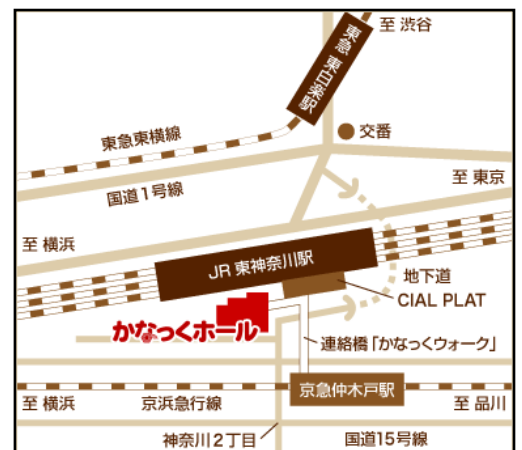 至 渋谷
東急 東白楽駅
交番
東急東横線
国道1号線
至 東京
至 横浜
JR 東神奈川駅
地下道
CIAL PLAT
かなっくホール
連絡橋「かなっくウォーク」
京急仲木戸駅
至 横浜
京浜急行線
至 品川
神奈川2丁目
国道15号線